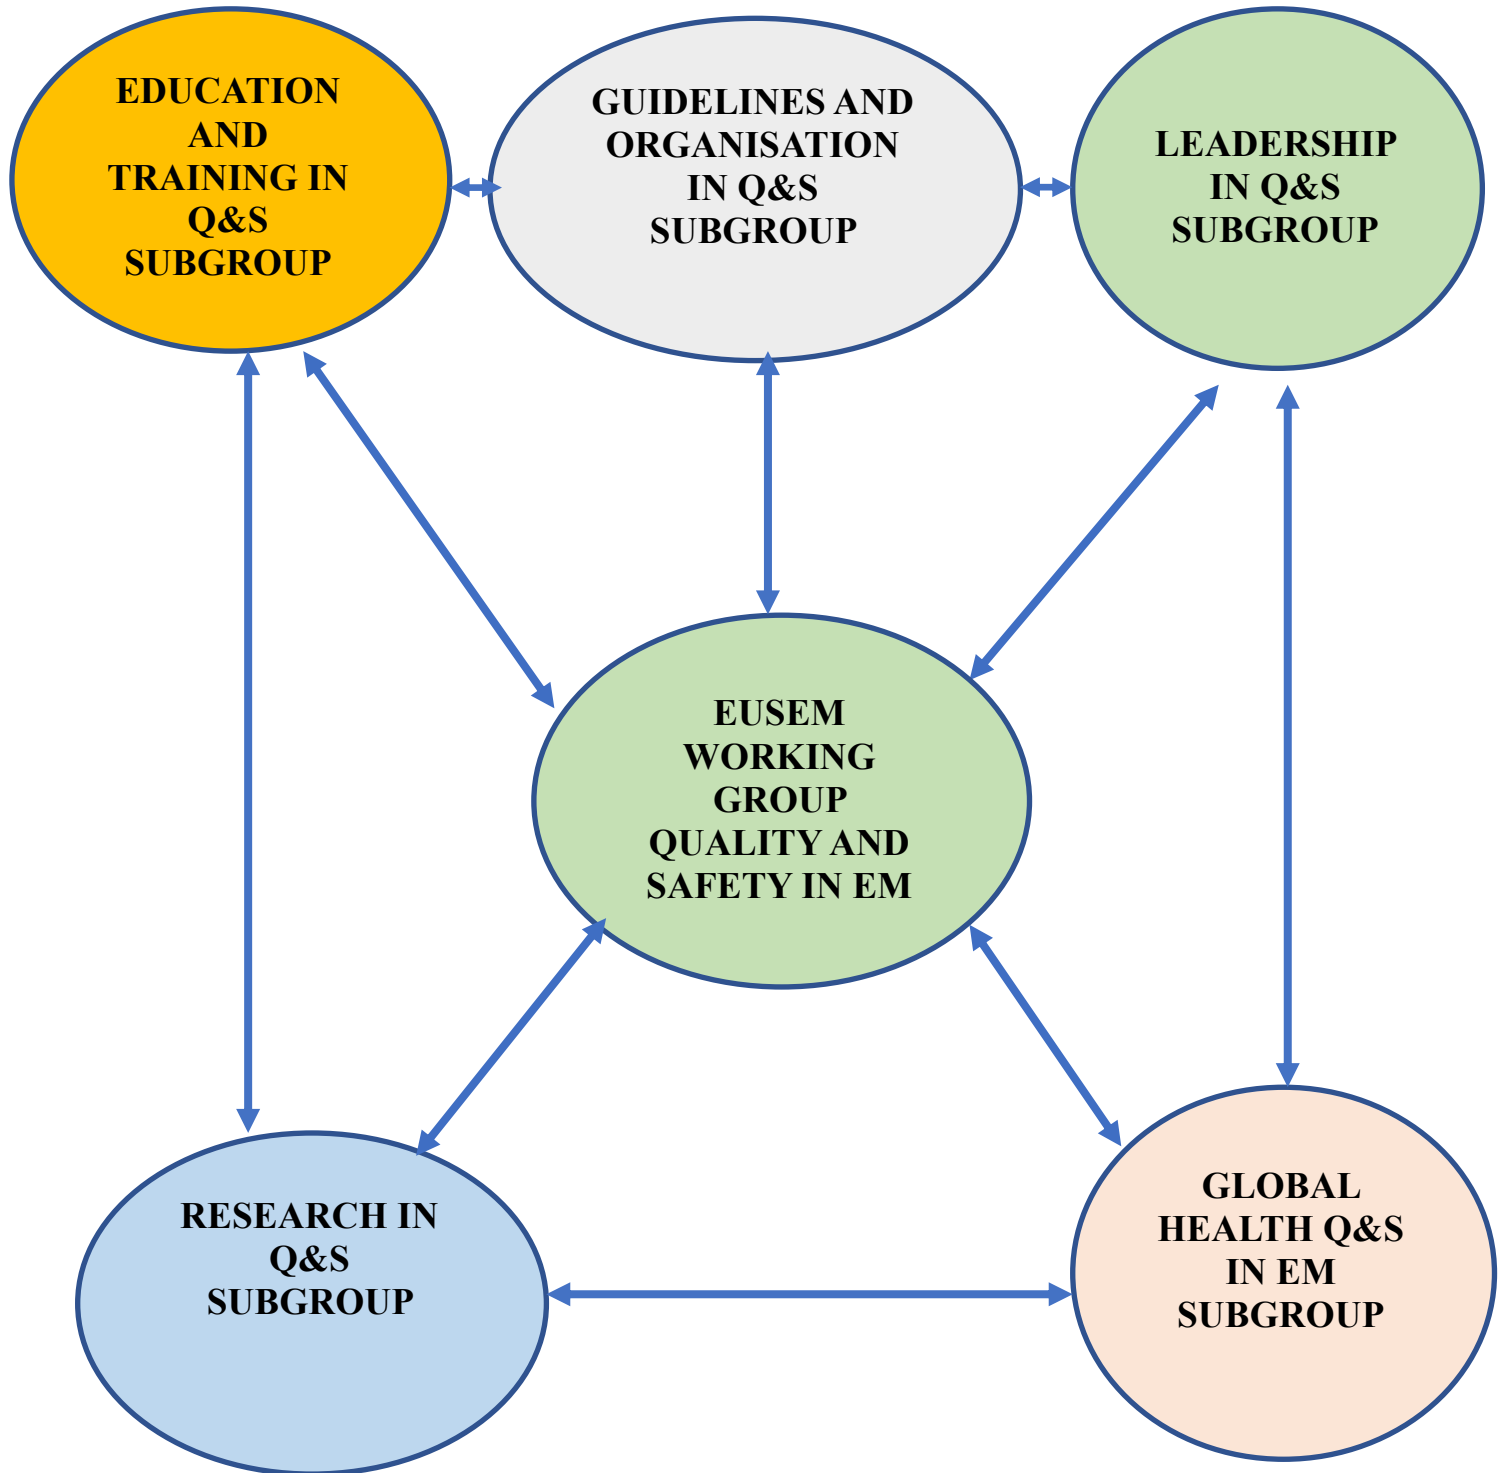 EDUCATION
AND
TRAINING IN
Q&S
SUBGROUP
GUIDELINES AND
ORGANISATION
IN Q&S
SUBGROUP
LEADERSHIP
IN Q&S
SUBGROUP
EUSEM
WORKING
GROUP
QUALITY AND
SAFETY IN EM
RESEARCH IN
Q&S
SUBGROUP
GLOBAL
HEALTH Q&S
IN EM
SUBGROUP